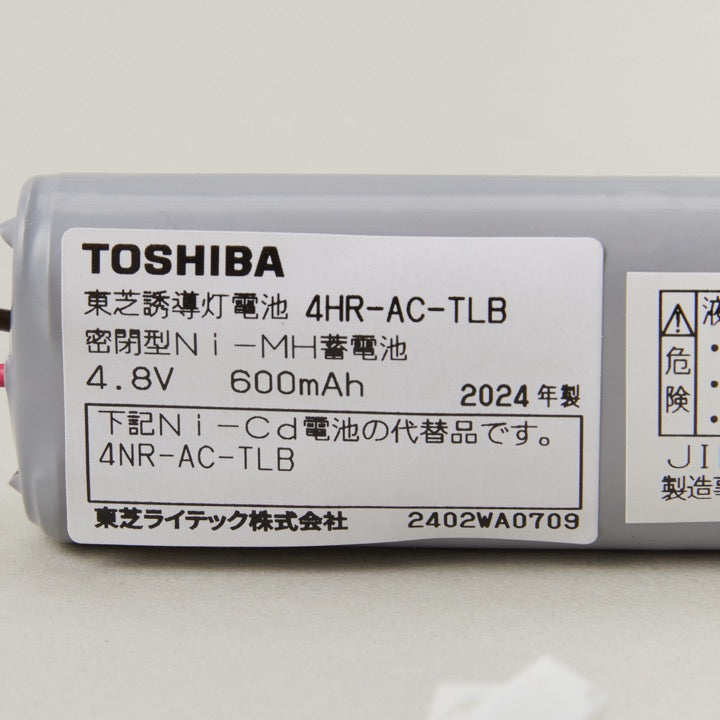 TOSHIBA
東芝誘導灯電池 4HR-AC-TLB
密閉型Ni-MH蓄電池
4.8V 600mAh 2024年製
下記Ni-Cd電池の代替品です。
4NR-AC-TLB
東芝ライテック株式会社 2402WA0709
危険
製造